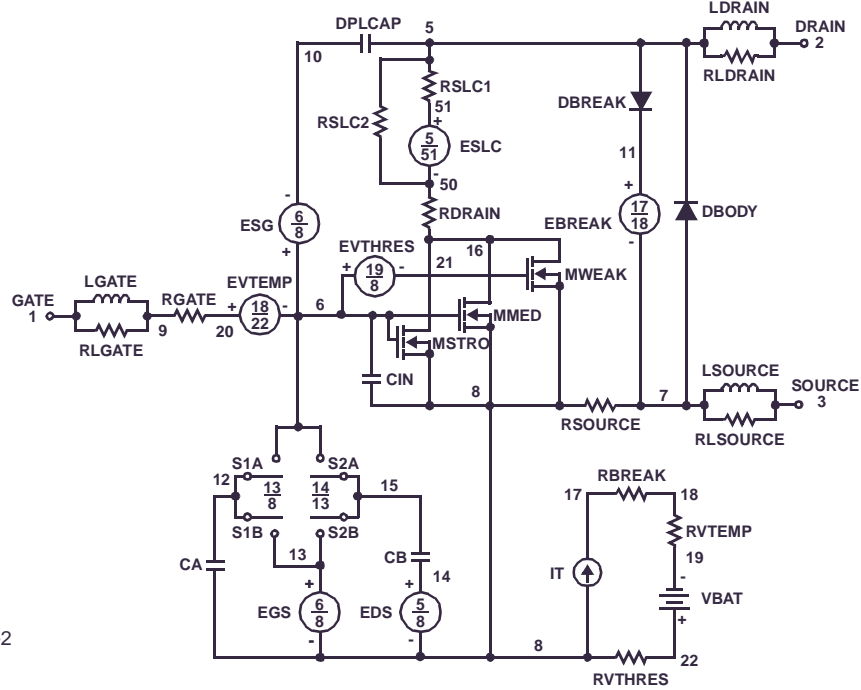 LDRAIN
DPLCAP 5 DRAIN
10 2
RSLC1 RLDRAIN
51 DBREAK
RSLC2 +
5
51 ESLC
11
- 50
- +
ESG 6
8 RDRAIN EBREAK 17
18 DBODY
+ EVTHRES 16 -
+ 19
8 - 21 MWEAK
LGATE EVTEMP
GATE RGATE + 18
22 - 6 MMED
1 9 20
RLGATE MSTRO
CIN LSOURCE
8 7 SOURCE
3
RSOURCE RLSOURCE
S1A S2A
12 13
8 14
13 15 RBREAK
17 18
S1B S2B RVTEMP
13 CB 19
CA IT -
+ + 14 VBAT
EGS 6
8 EDS 5
8 +
- - 8 22
RVTHRES
-2